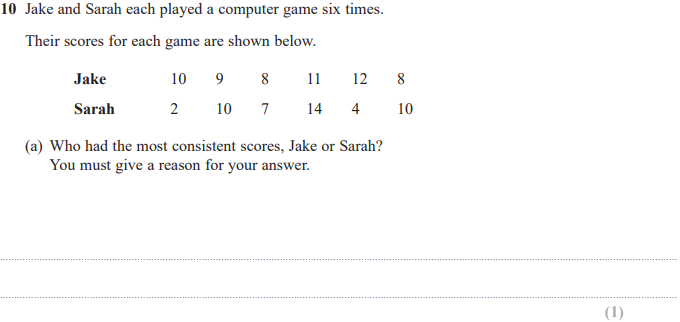 10 Jake and Sarah each played a computer game six times.
Their scores for each game are shown below.
Jake 10 9 8 11 12 8
Sarah 2 10 7 14 4 10
(a) Who had the most consistent scores, Jake or Sarah?
You must give a reason for your answer.
(1)